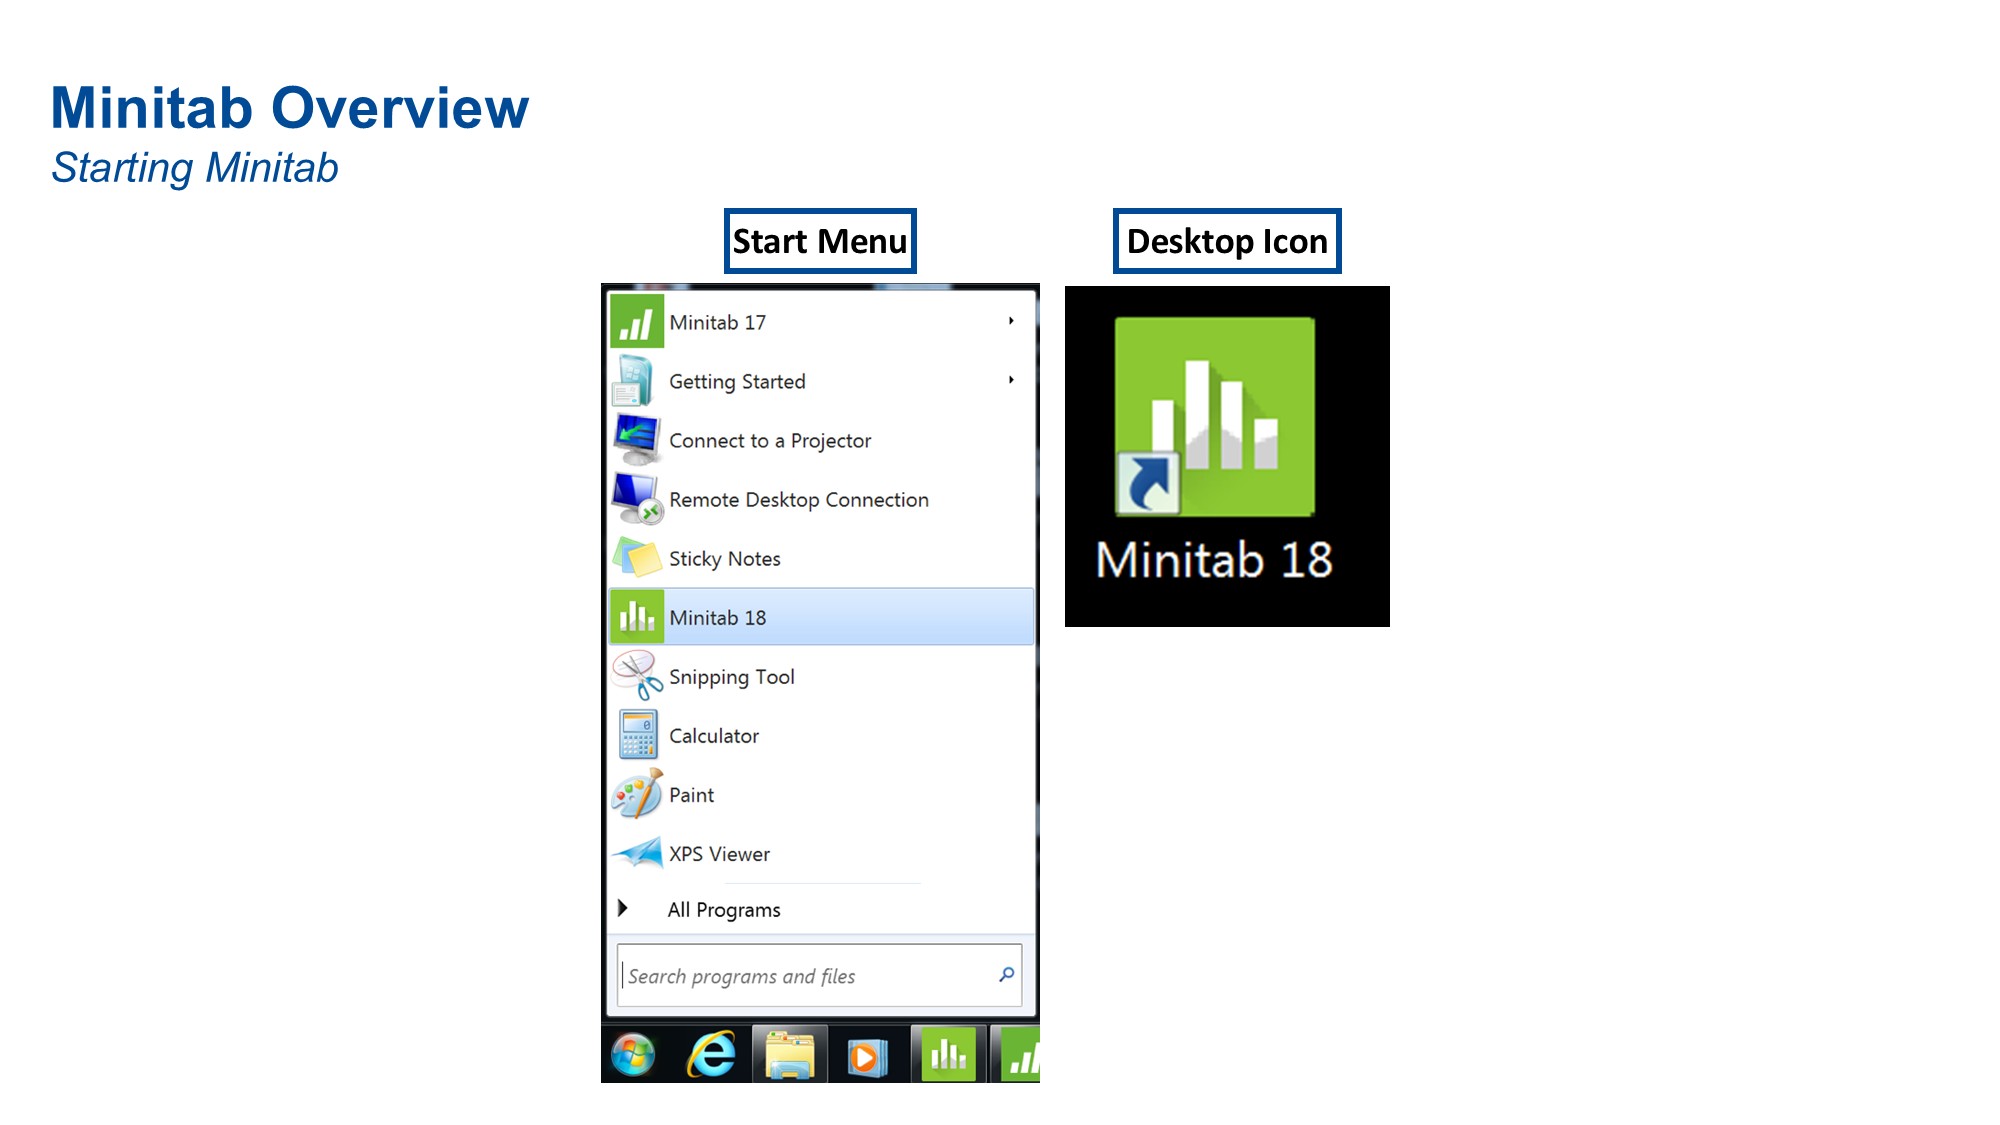 Minitab Overview
Starting Minitab
Start Menu
Desktop Icon
Minitab 17
Getting Started
Connect to a Projector
Remote Desktop Connection
Sticky Notes
Minitab 18
Snipping Tool
Calculator
Paint
XPS Viewer
All Programs
Search programs and files
Minitab 18